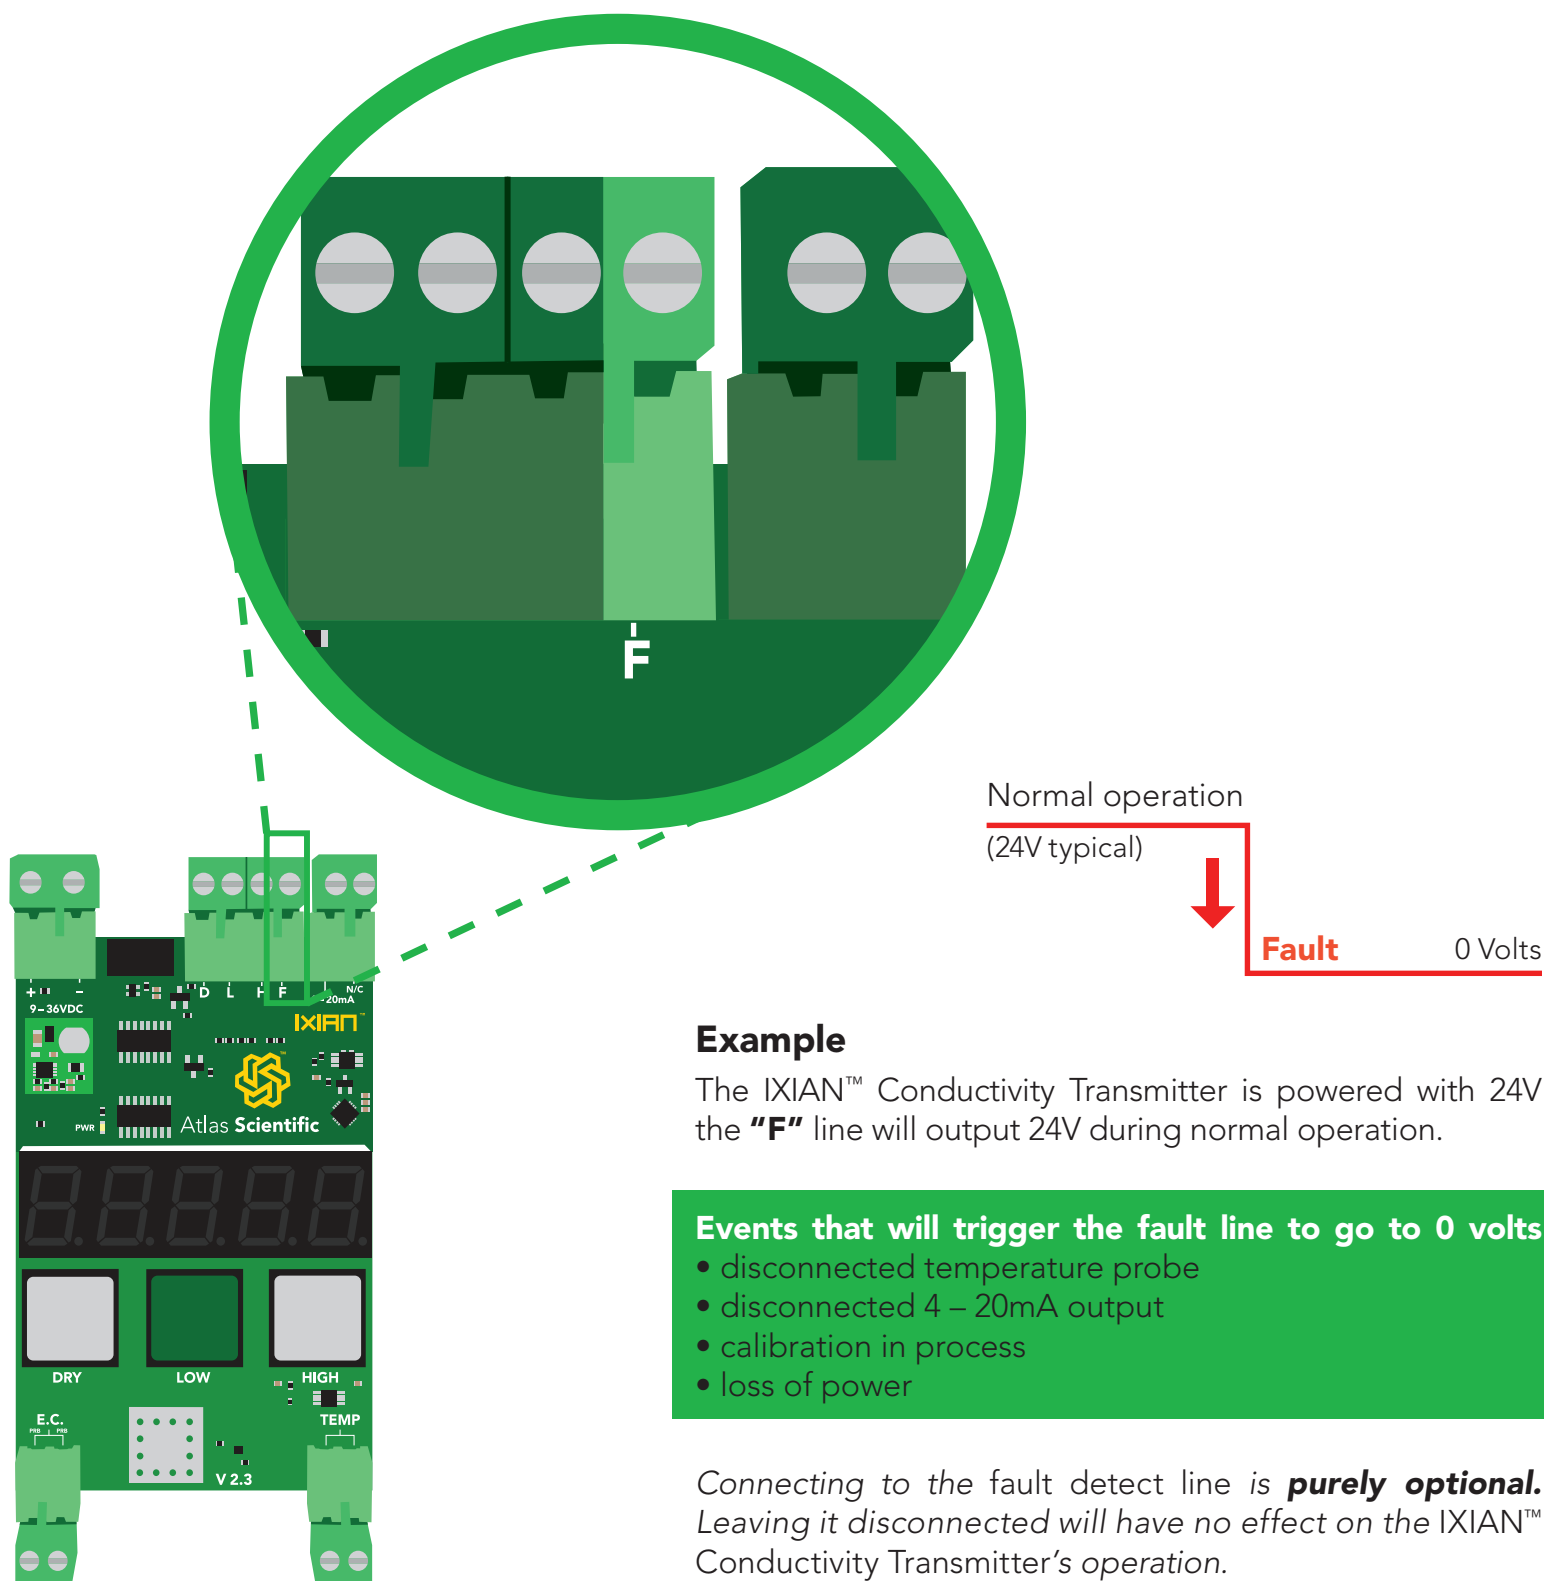 F
Normal operation
(24V typical)
Fault 0 Volts
+ –
9–36VDC
D L H F
N/C
20mA
IXIAN™
PWR
Atlas Scientific
™
DRY LOW HIGH
E.C.
PRB PRB
TEMP
V 2.3
Example
The IXIAN™ Conductivity Transmitter is powered with 24V
the “F” line will output 24V during normal operation.
Events that will trigger the fault line to go to 0 volts
• disconnected temperature probe
• disconnected 4 – 20mA output
• calibration in process
• loss of power
Connecting to the fault detect line is purely optional.
Leaving it disconnected will have no effect on the IXIAN™
Conductivity Transmitter’s operation.